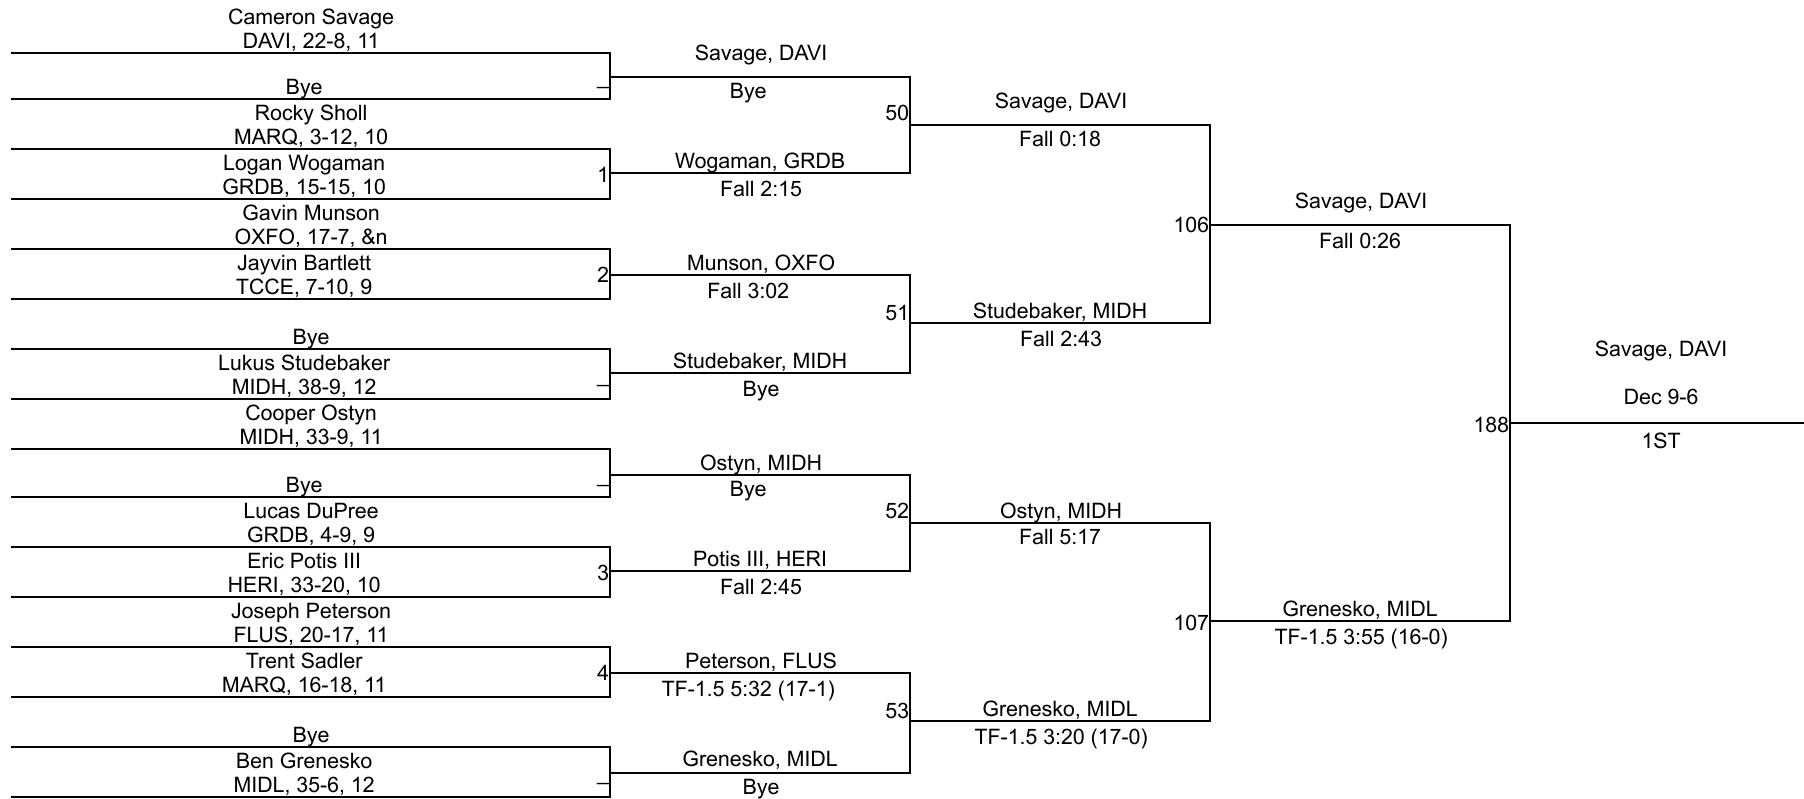 Cameron Savage
DAVI, 22-8, 11
Bye
Rocky Sholl
MARQ, 3-12, 10
Logan Wogaman
GRDB, 15-15, 10
1
Gavin Munson
OXFO, 17-7, &n
Jayvin Bartlett
TCCE, 7-10, 9
2
Bye
Lukus Studebaker
MIDH, 38-9, 12
Cooper Ostyn
MIDH, 33-9, 11
Bye
Lucas DuPree
GRDB, 4-9, 9
Eric Potis III
HERI, 33-20, 10
3
Joseph Peterson
FLUS, 20-17, 11
Trent Sadler
MARQ, 16-18, 11
4
Bye
Ben Grenesko
MIDL, 35-6, 12
Savage, DAVI
Bye
50
Wogaman, GRDB
Fall 2:15
Munson, OXFO
Fall 3:02
51
Studebaker, MIDH
Bye
Ostyn, MIDH
Bye
52
Potis III, HERI
Fall 2:45
Peterson, FLUS
TF-1.5 5:32 (17-1)
53
Grenesko, MIDL
Bye
Savage, DAVI
Fall 0:18
106
Studebaker, MIDH
Fall 2:43
Ostyn, MIDH
Fall 5:17
107
Grenesko, MIDL
TF-1.5 3:20 (17-0)
Savage, DAVI
Fall 0:26
188
Grenesko, MIDL
TF-1.5 3:55 (16-0)
Savage, DAVI
Dec 9-6
1ST